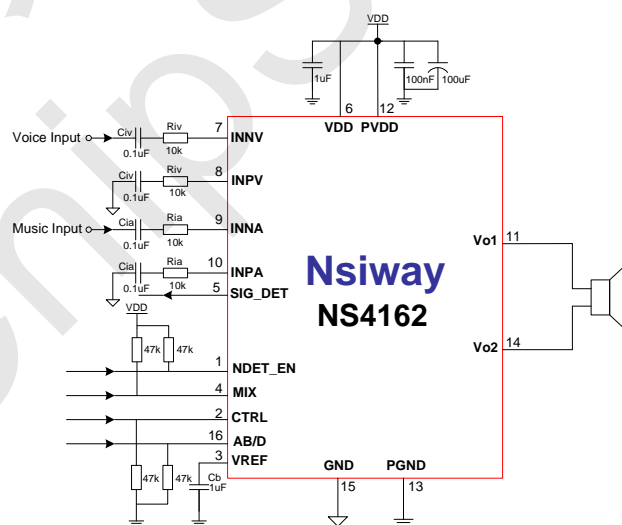 VDD
1uF
100nF
100uF
6
12
VDD PVDD
Voice Input
Civ
0.1uF
Riv
10k
7
INNV
Civ
0.1uF
Riv
10k
8
INPV
Music Input
Cia
0.1uF
Ria
10k
9
INNA
Cia
0.1uF
Ria
10k
10
INPA
5
SIG_DET
Vo1
11
Nsiway
NS4162
Vo2
14
VDD
47k
47k
1
NDET_EN
4
MIX
2
CTRL
16
AB/D
3
VREF
47k
47k
Cb
1uF
GND
PGND
15
13